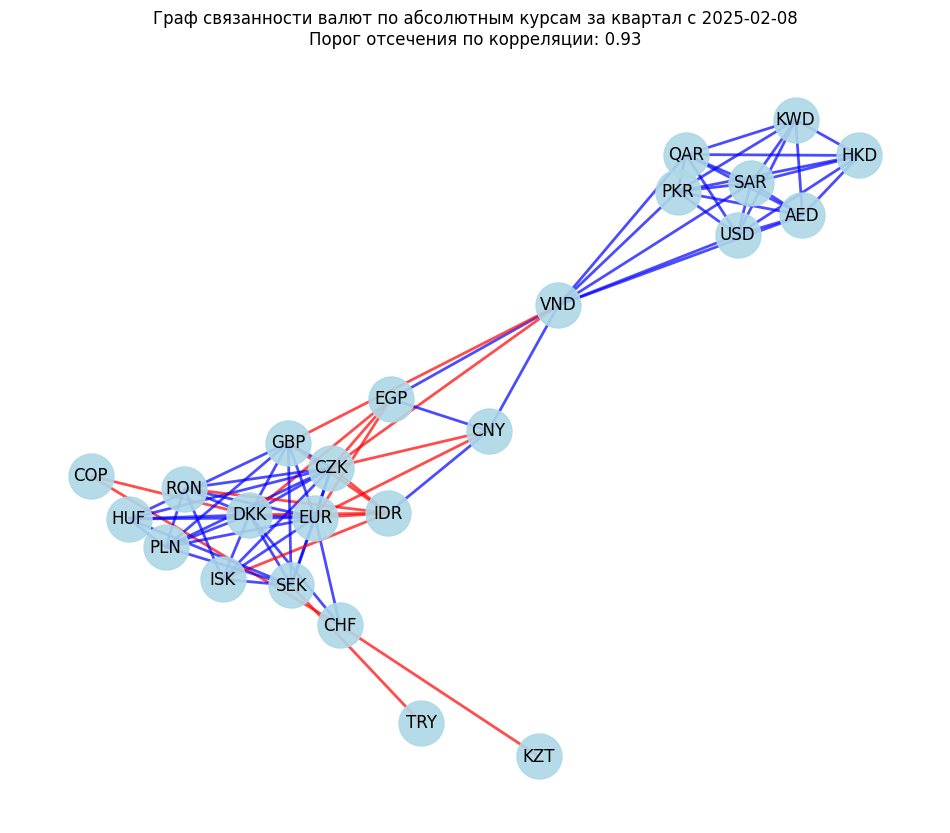 Граф связанности валют по абсолютным курсам за квартал с 2025-02-08
Порог отсечения по корреляции: 0.93
KWD
QAR
HKD
SAR
PKR
AED
USD
VND
EGP
CNY
GBP
CZK
COP
RON
IDR
DKK
EUR
HUF
PLN
ISK
SEK
CHF
TRY
KZT